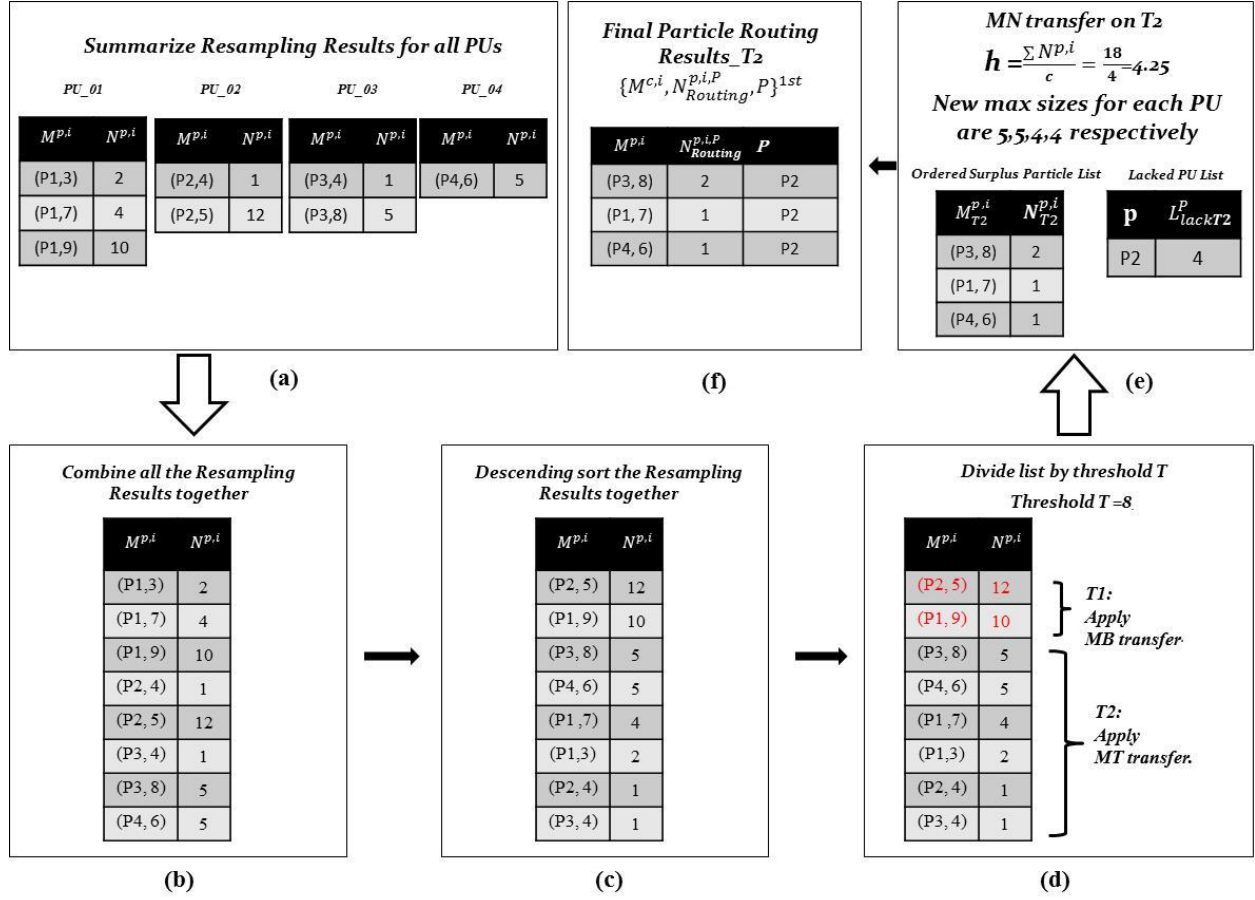 Summarize Resampling Results for all PUs
PU_01
M^{p,i} N^{p,i}
(P1,3) 2
(P1,7) 4
(P1,9) 10
PU_02
M^{p,i} N^{p,i}
(P2,4) 1
(P2,5) 12
PU_03
M^{p,i} N^{p,i}
(P3,4) 1
(P3,8) 5
PU_04
M^{p,i} N^{p,i}
(P4,6) 5
(a)
Combine all the Resampling
Results together
M^{p,i} N^{p,i}
(P1,3) 2
(P1, 7) 4
(P1, 9) 10
(P2, 4) 1
(P2, 5) 12
(P3, 4) 1
(P3, 8) 5
(P4, 6) 5
(b)
Descending sort the Resampling
Results together
M^{p,i} N^{p,i}
(P2, 5) 12
(P1, 9) 10
(P3, 8) 5
(P4, 6) 5
(P1 ,7) 4
(P1,3) 2
(P2, 4) 1
(P3, 4) 1
(c)
Divide list by threshold T
Threshold T =8
M^{p,i} N^{p,i}
(P2, 5) 12
(P1, 9) 10
(P3, 8) 5
(P4, 6) 5
(P1 ,7) 4
(P1,3) 2
(P2, 4) 1
(P3, 4) 1
T1:
Apply
MB transfer
T2:
Apply
MT transfer.
(d)
MN transfer on T2
h = \frac{∑ N^{p,i}}{c} = \frac{18}{4} =4.25
New max sizes for each PU
are 5,5,4,4 respectively
Ordered Surplus Particle List
M_{T2}^{p,i} N_{T2}^{p,i}
(P3, 8) 2
(P1, 7) 1
(P4, 6) 1
Lacked PU List
p L_{lackT2}^{P}
P2 4
(e)
Final Particle Routing
Results_T2
{M^{c,i}, N_{Routing}^{p,i,P}, P}^{1st}
M^{p,i} N_{Routing}^{p,i,P} P
(P3, 8) 2 P2
(P1, 7) 1 P2
(P4, 6) 1 P2
(f)